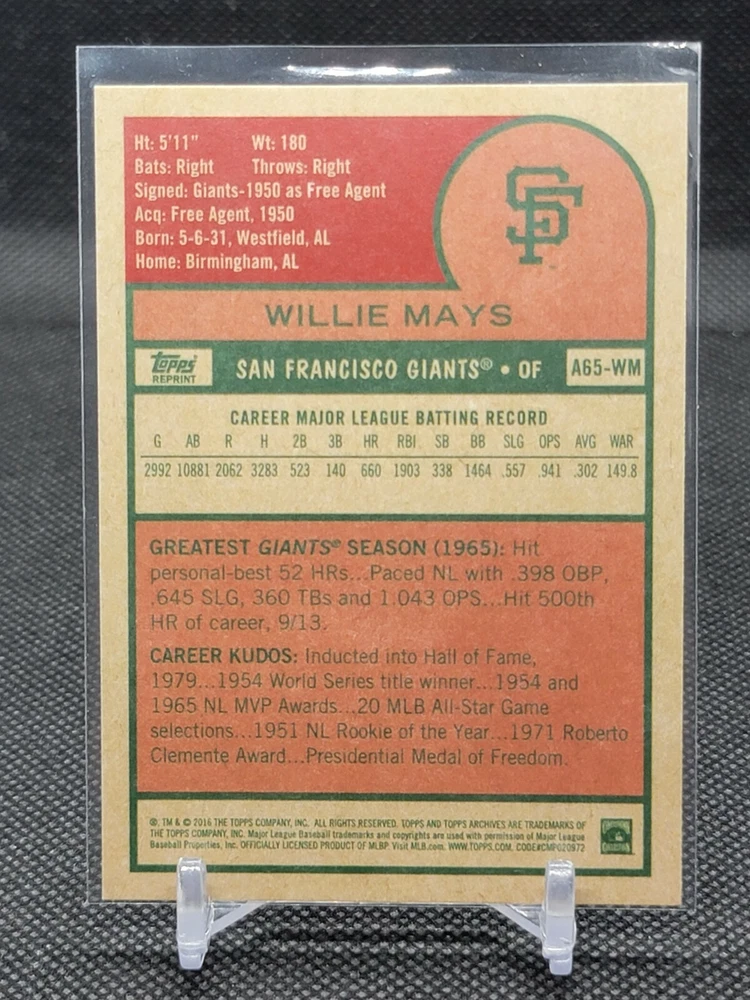 Ht: 5'11" Wt: 180
Bats: Right Throws: Right
Signed: Giants-1950 as Free Agent
Acq: Free Agent, 1950
Born: 5-6-31, Westfield, AL
Home: Birmingham, AL
SF
WILLIE MAYS
Topps
REPRINT
SAN FRANCISCO GIANTS® • OF
A65-WM
CAREER MAJOR LEAGUE BATTING RECORD
G AB R H 2B 3B HR RBI SB BB SLG OPS AVG WAR
2992 10881 2062 3283 523 140 660 1903 338 1464 .557 .941 .302 149.8
GREATEST GIANTS® SEASON (1965): Hit
personal-best 52 HRs...Paced NL with .398 OBP,
.645 SLG, 360 TBs and 1.043 OPS...Hit 500th
HR of career, 9/13.
CAREER KUDOS: Inducted into Hall of Fame,
1979...1954 World Series title winner...1954 and
1965 NL MVP Awards...20 MLB All-Star Game
selections...1951 NL Rookie of the Year...1971 Roberto
Clemente Award...Presidential Medal of Freedom.
®, TM & © 2016 THE TOPPS COMPANY, INC. ALL RIGHTS RESERVED. TOPPS AND TOPPS ARCHIVES ARE TRADEMARKS OF
THE TOPPS COMPANY, INC. Major League Baseball trademarks and copyrights are used with permission of Major League
Baseball Properties, Inc. OFFICIALLY LICENSED PRODUCT OF MLBP Visit MLB.com. WWW.TOPPS.COM. CODE#CMP020972